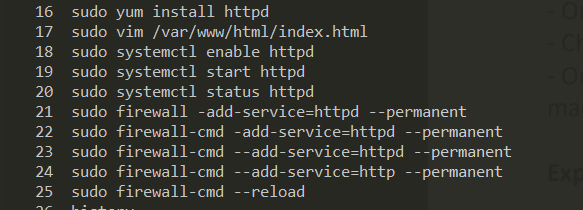 16 sudo yum install httpd
17 sudo vim /var/www/html/index.html
18 sudo systemctl enable httpd
19 sudo systemctl start httpd
20 sudo systemctl status httpd
21 sudo firewall -add-service=httpd --permanent
22 sudo firewall-cmd -add-service=httpd --permanent
23 sudo firewall-cmd --add-service=httpd --permanent
24 sudo firewall-cmd --add-service=http --permanent
25 sudo firewall-cmd --reload
26 history